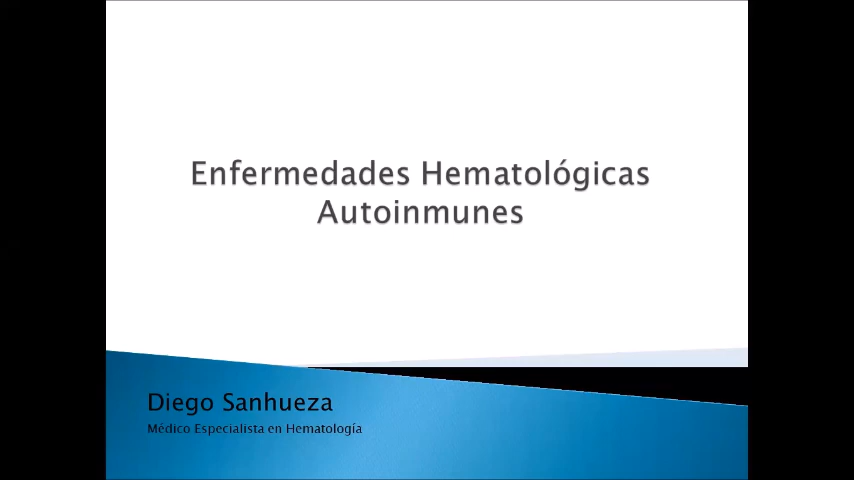 Enfermedades Hematológicas
Autoinmunes
Diego Sanhueza
Médico Especialista en Hematología